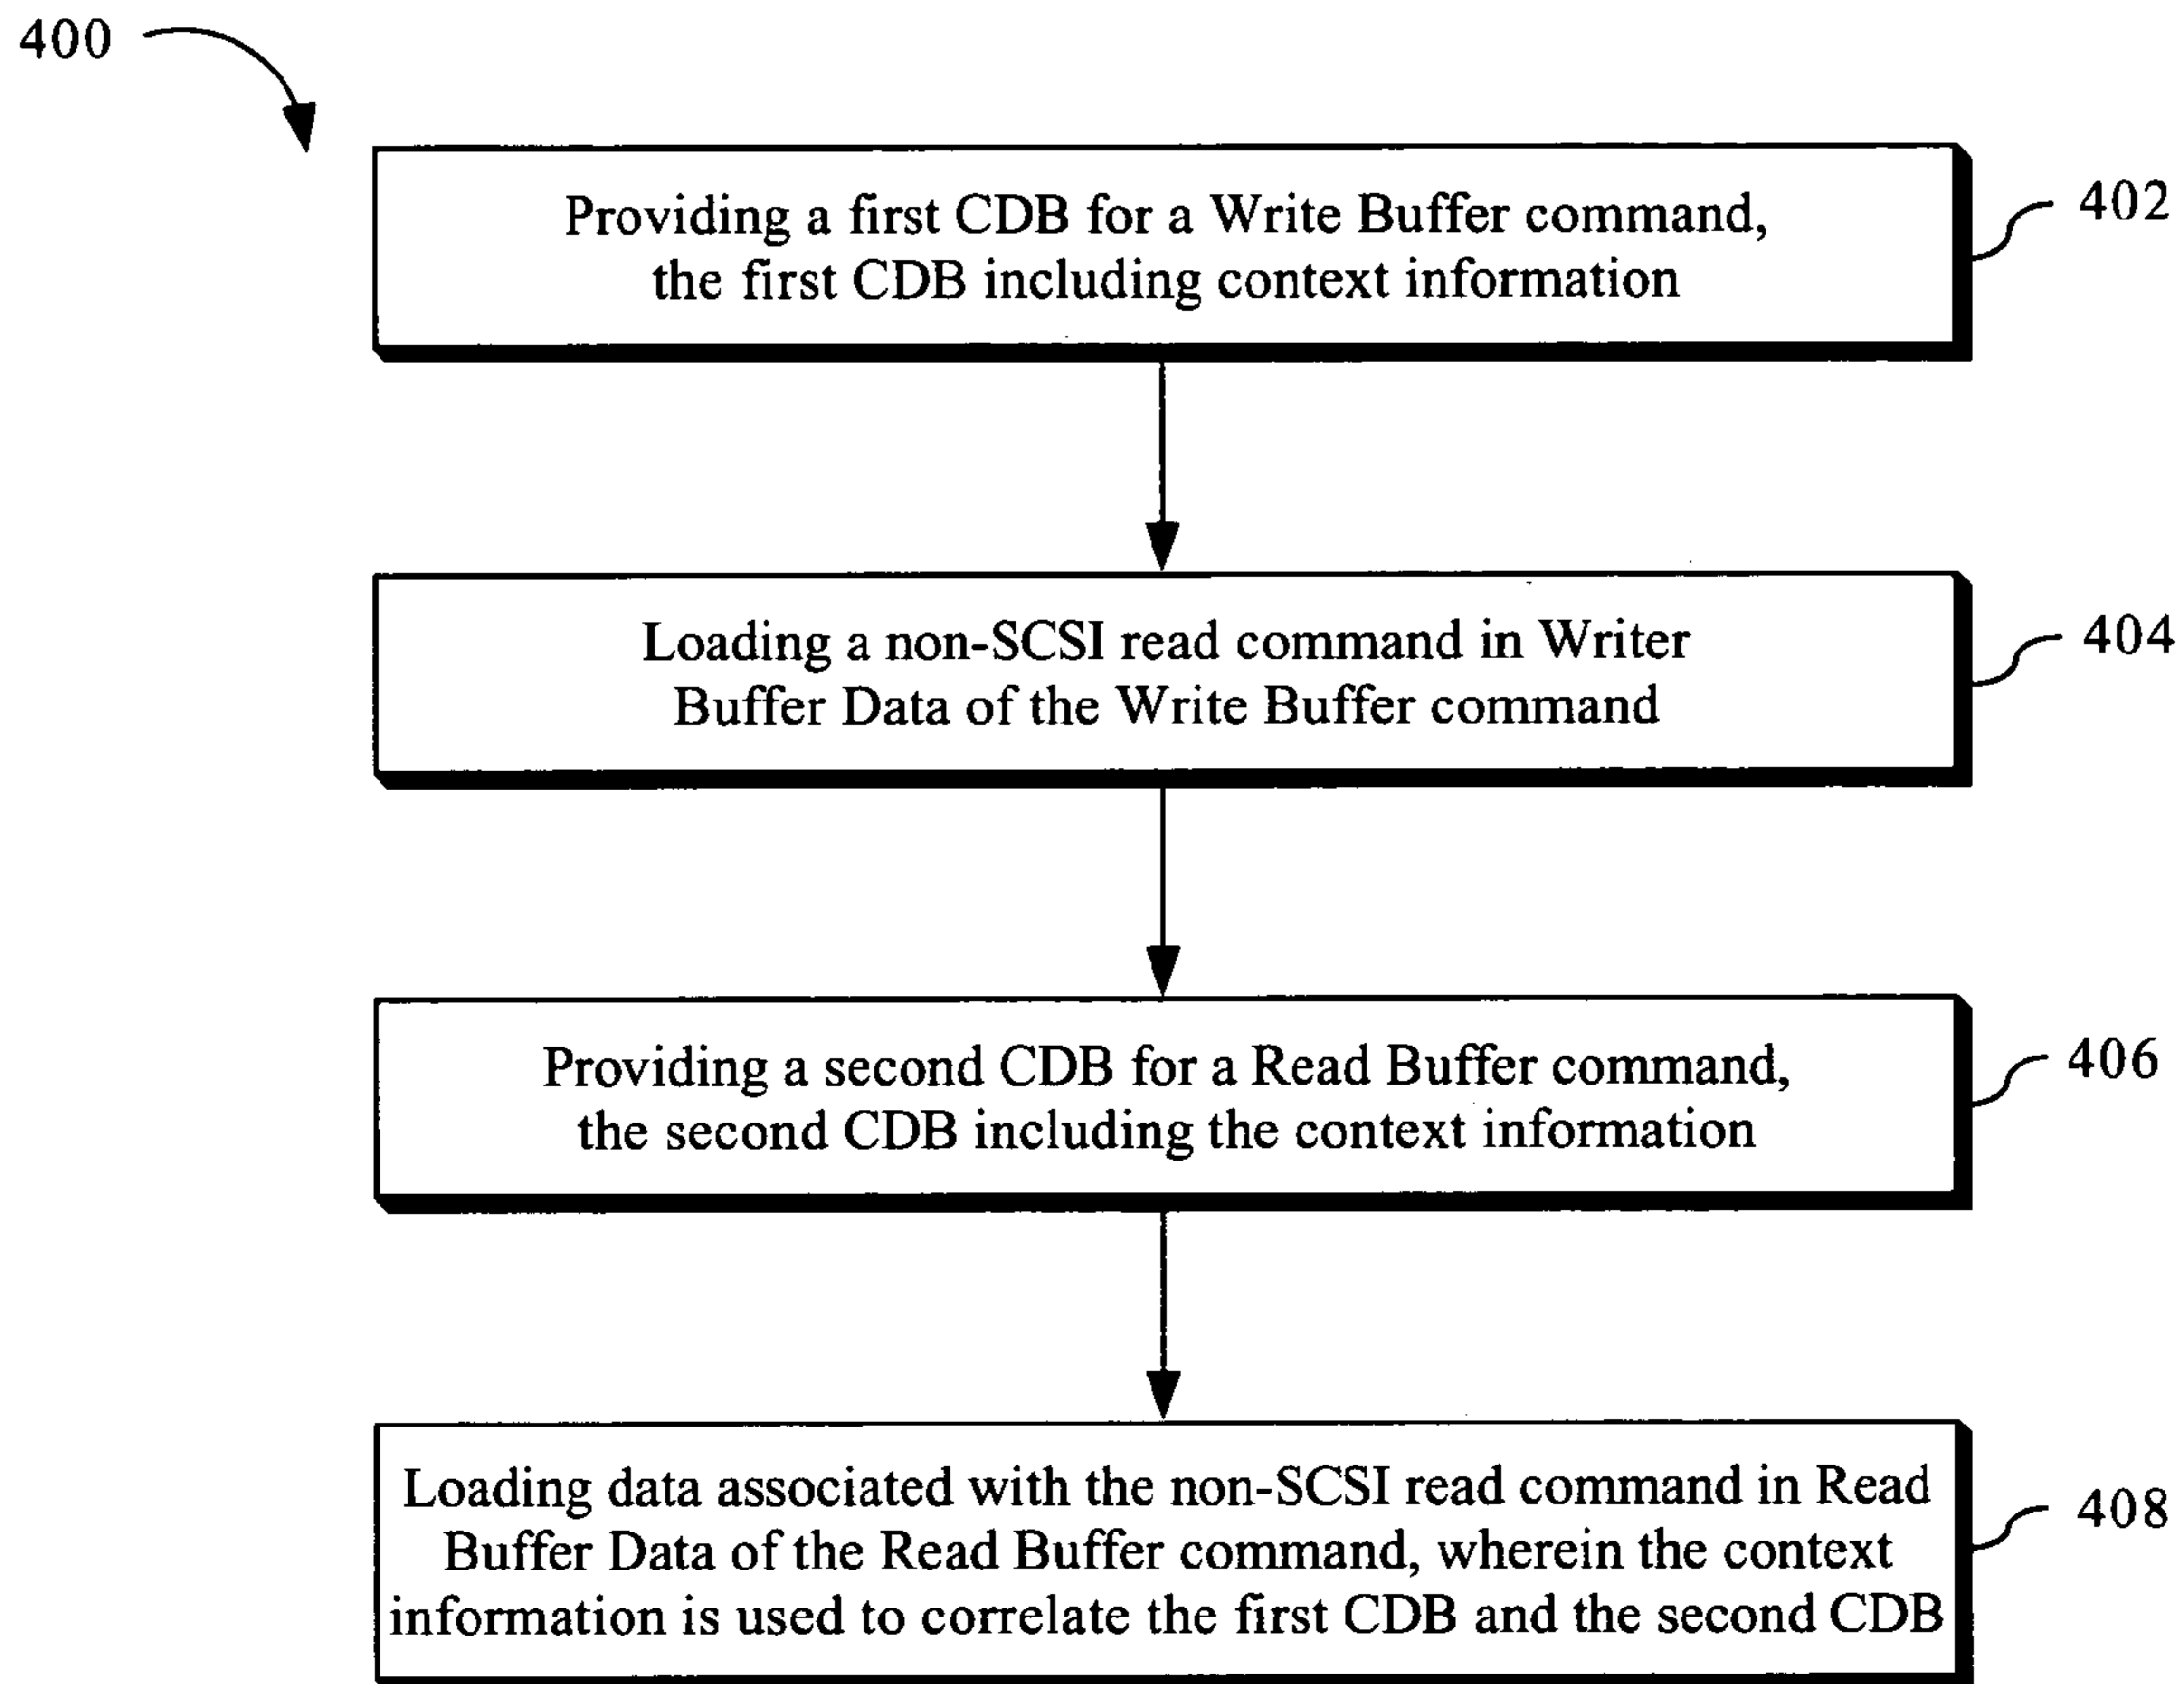 400
Providing a first CDB for a Write Buffer command,
the first CDB including context information
402
Loading a non-SCSI read command in Writer
Buffer Data of the Write Buffer command
404
Providing a second CDB for a Read Buffer command,
the second CDB including the context information
406
Loading data associated with the non-SCSI read command in Read
Buffer Data of the Read Buffer command, wherein the context
information is used to correlate the first CDB and the second CDB
408